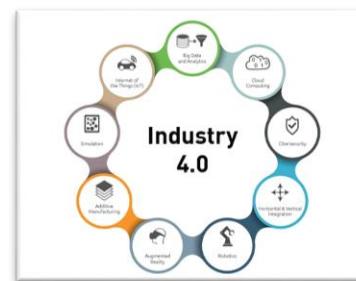 Industry
4.0
Big Data
and Analytics
Cloud
Computing
Cybersecurity
Horizontal & Vertical
Integration
Robotics
Augmented
Reality
Additive
Manufacturing
Simulation
Internet of
the Things (IoT)